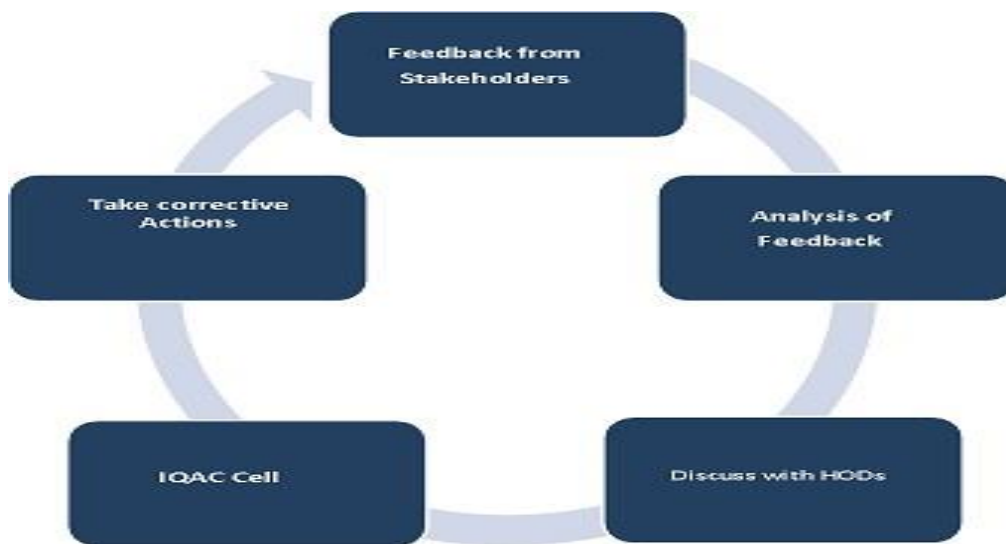 Feedback from
Stakeholders
Analysis of
Feedback
Discuss with HODs
IQAC Cell
Take corrective
Actions